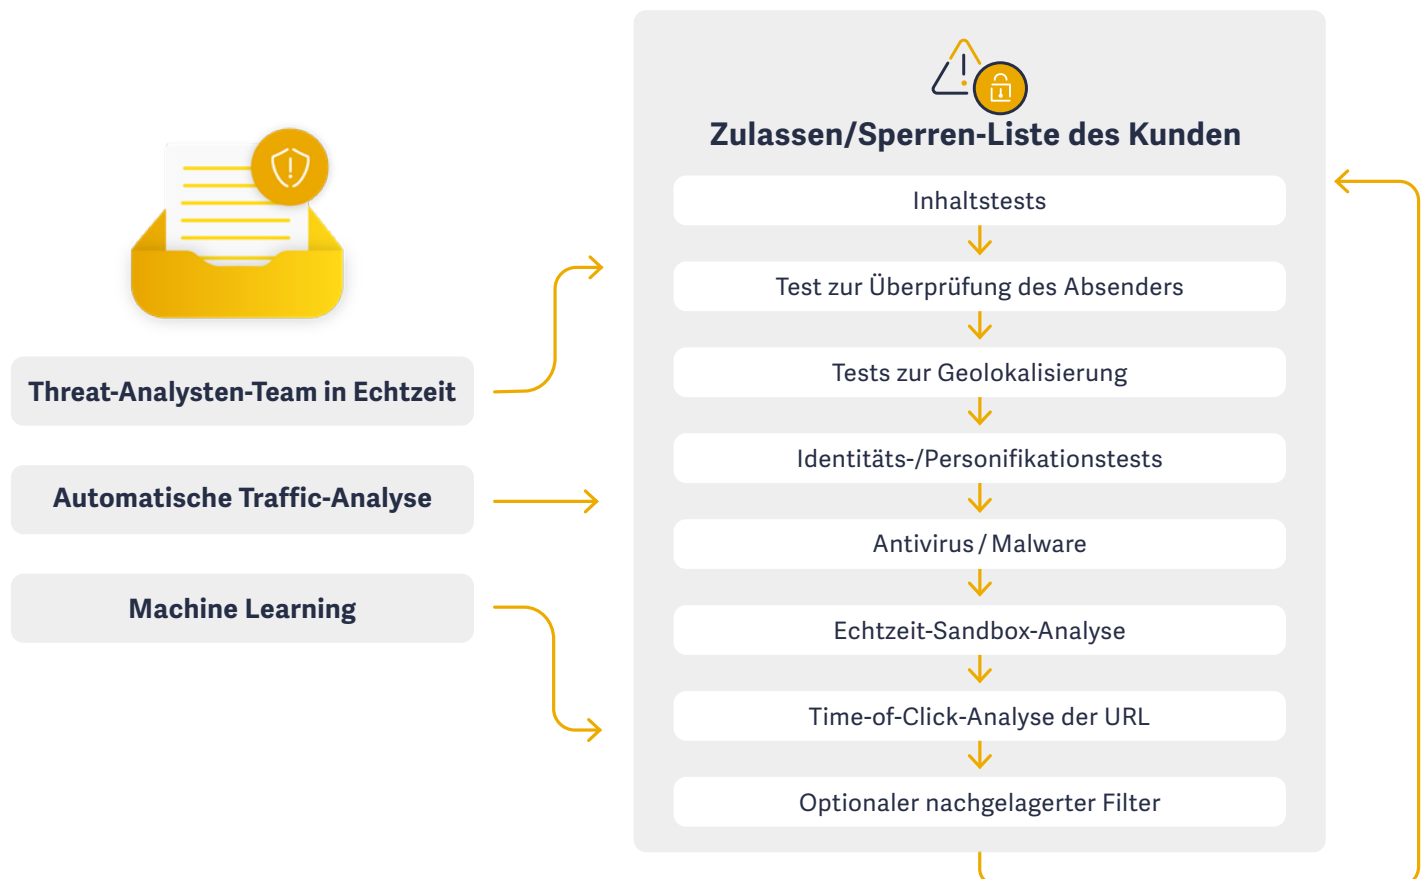 Threat-Analysten-Team in Echtzeit
Automatische Traffic-Analyse
Machine Learning
Zulassen/Sperren-Liste des Kunden
Inhaltstests
Test zur Überprüfung des Absenders
Tests zur Geolokalisierung
Identitäts-/Personifikationstests
Antivirus / Malware
Echtzeit-Sandbox-Analyse
Time-of-Click-Analyse der URL
Optionaler nachgelagerter Filter